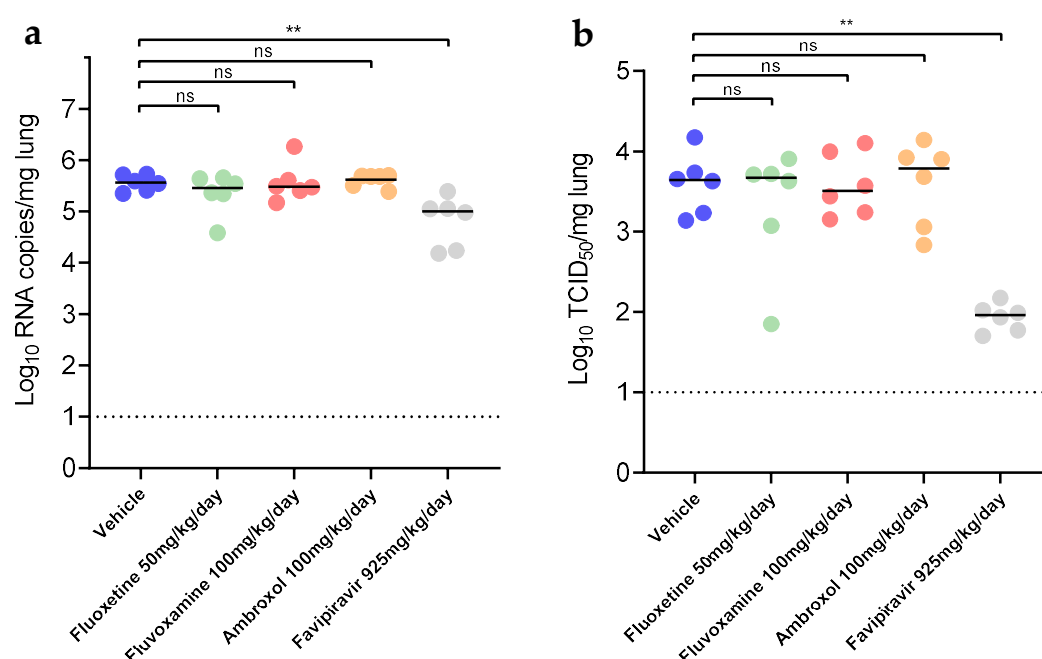 a
**
ns
ns
ns
Log10 RNA copies/mg lung
7
6
5
4
3
2
1
0
Vehicle
Fluoxetine 50mg/kg/day
Fluvoxamine 100mg/kg/day
Ambroxol 100mg/kg/day
Favipiravir 925mg/kg/day
b
**
ns
ns
ns
Log10 TCID50/mg lung
5
4
3
2
1
0
Vehicle
Fluoxetine 50mg/kg/day
Fluvoxamine 100mg/kg/day
Ambroxol 100mg/kg/day
Favipiravir 925mg/kg/day